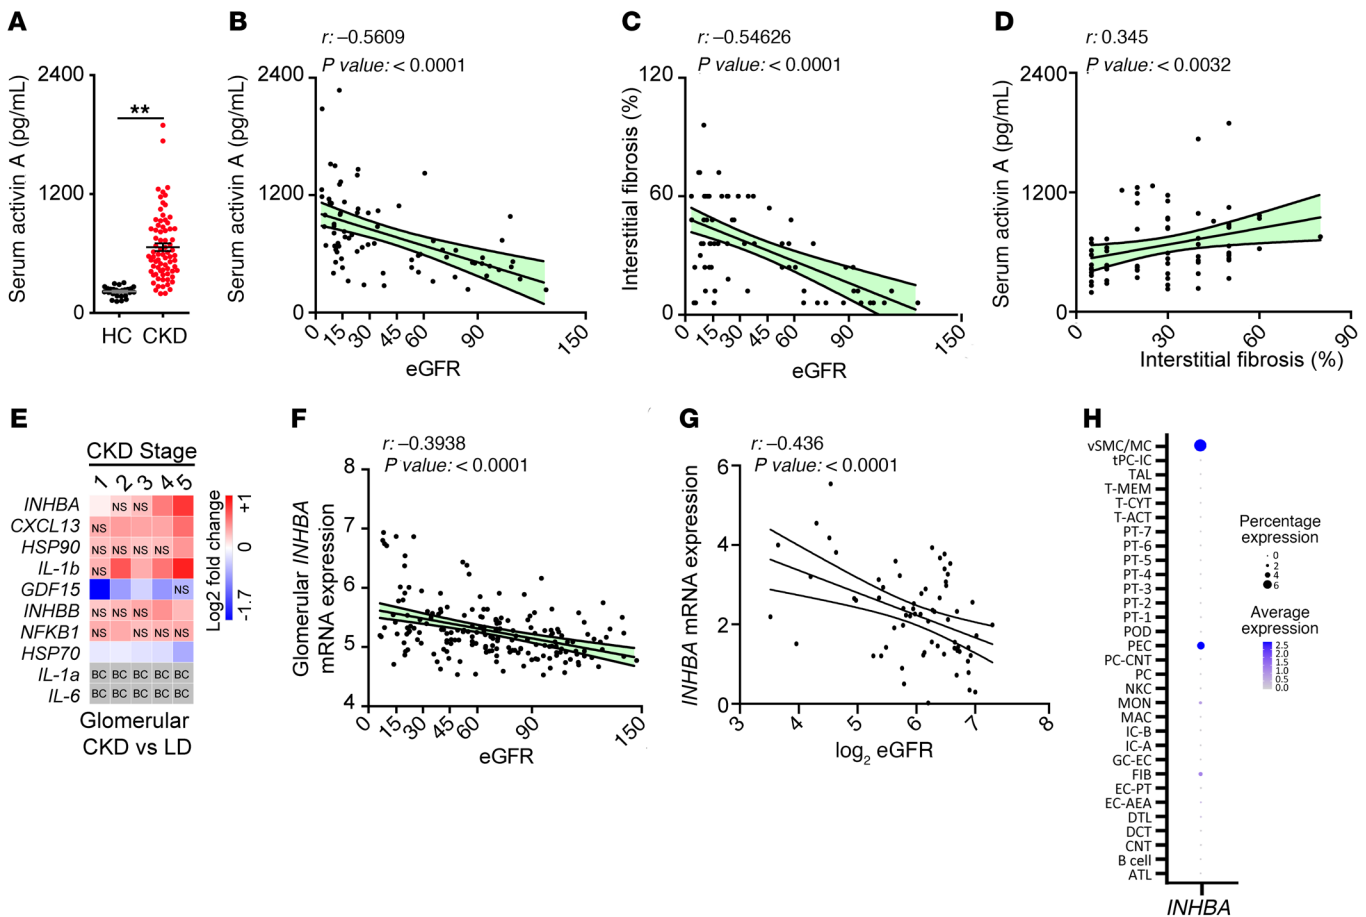 A
Serum activin A (pg/mL)
2400
1200
0
**
HC CKD
B
r: –0.5609
P value: < 0.0001
Serum activin A (pg/mL)
2400
1200
0
0 15 30 45 60 90 150
eGFR
C
r: –0.54626
P value: < 0.0001
Interstitial fibrosis (%)
120
60
0
0 15 30 45 60 90 150
eGFR
D
r: 0.345
P value: < 0.0032
Serum activin A (pg/mL)
2400
1200
0
0 30 60 90
Interstitial fibrosis (%)
E
CKD Stage
1 2 3 4 5
INHBA NS NS
CXCL13 NS
HSP90 NS NS NS NS
IL-1b NS
GDF15 NS
INHBB NS NS NS
NFKB1 NS NS NS NS
HSP70
IL-1a BC BC BC BC BC
IL-6 BC BC BC BC BC
Glomerular
CKD vs LD
Log2 fold change
+1
0
-1.7
F
r: –0.3938
P value: < 0.0001
Glomerular INHBA
mRNA expression
8
7
6
5
4
0 15 30 45 60 90 150
eGFR
G
r: –0.436
P value: < 0.0001
INHBA mRNA expression
6
4
2
0
3 4 5 6 7 8
log2 eGFR
H
vSMC/MC
tPC-IC
TAL
T-MEM
T-CYT
T-ACT
PT-7
PT-6
PT-5
PT-4
PT-3
PT-2
PT-1
POD
PEC
PC-CNT
PC
NKC
MON
MAC
IC-B
IC-A
GC-EC
FIB
EC-PT
EC-AEA
DTL
DCT
CNT
B cell
ATL
INHBA
Percentage
expression
0
2
4
6
Average
expression
2.5
2.0
1.5
1.0
0.5
0.0